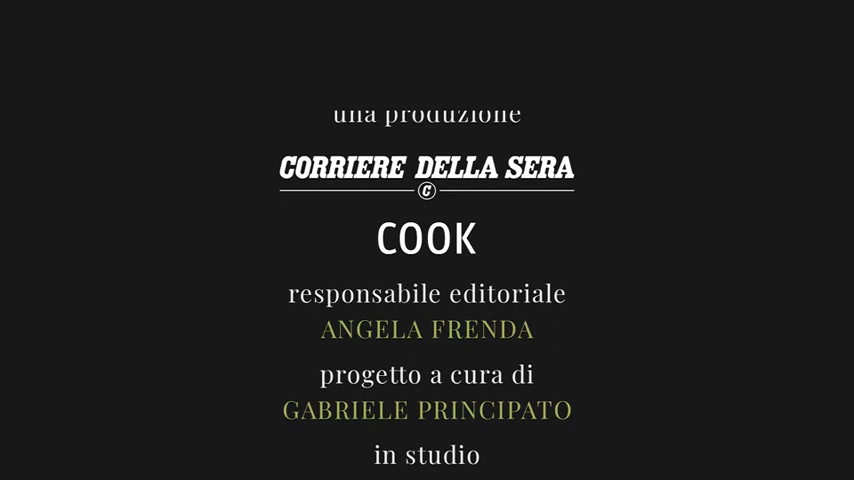 una produzione
CORRIERE DELLA SERA
C
COOK
responsabile editoriale
ANGELA FRENDA
progetto a cura di
GABRIELE PRINCIPATO
in studio